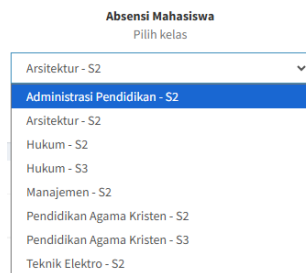 Absensi Mahasiswa
Pilih kelas
Arsitektur - S2
Administrasi Pendidikan - S2
Arsitektur - S2
Hukum - S2
Hukum - S3
Manajemen - S2
Pendidikan Agama Kristen - S2
Pendidikan Agama Kristen - S3
Teknik Elektro - S2